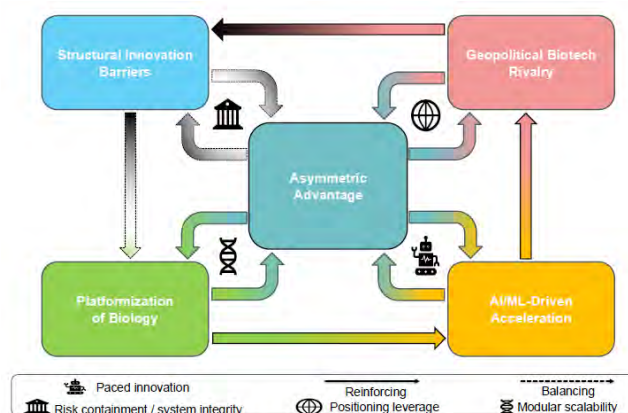 Structural Innovation
Barriers
Geopolitical Biotech
Rivalry
Asymmetric
Advantage
Platformization
of Biology
AI/ML-Driven
Acceleration
Paced innovation
Reinforcing
Balancing
Risk containment / system integrity
Positioning leverage
Modular scalability